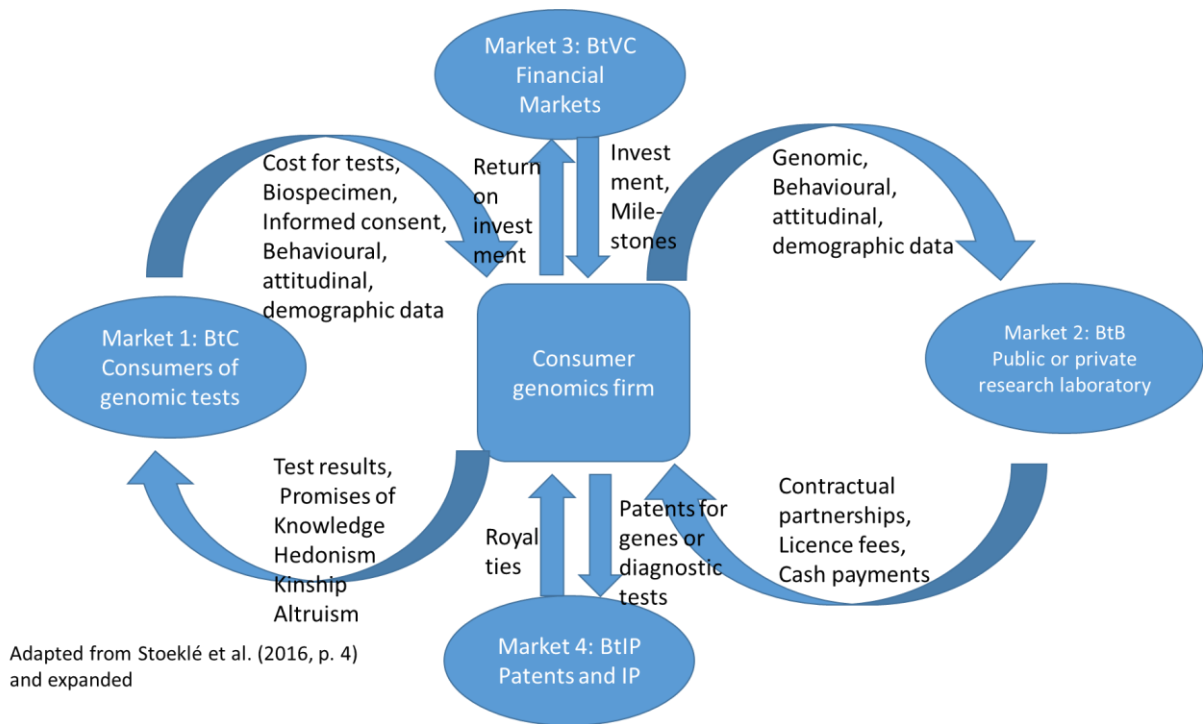 Market 3: BtVC
Financial
Markets
Cost for tests,
Biospecimen,
Informed consent,
Behavioural,
attitudinal,
demographic data
Return
on
invest
ment
Invest
ment,
Mile-
stones
Genomic,
Behavioural,
attitudinal,
demographic data
Market 1: BtC
Consumers of
genomic tests
Consumer
genomics firm
Market 2: BtB
Public or private
research laboratory
Test results,
Promises of
Knowledge
Hedonism
Kinship
Altruism
Royal
ties
Patents for
genes or
diagnostic
tests
Contractual
partnerships,
Licence fees,
Cash payments
Market 4: BtIP
Patents and IP
Adapted from Stoeklé et al. (2016, p. 4)
and expanded